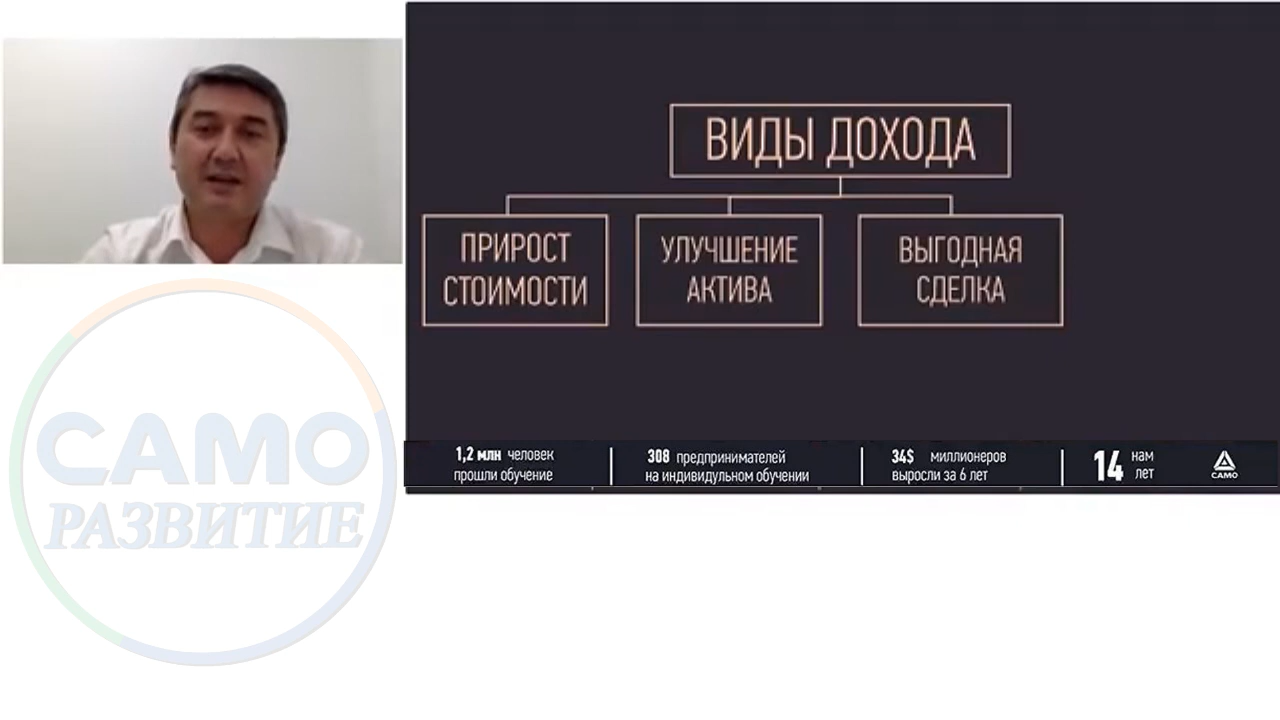 ВИДЫ ДОХОДА
ПРИРОСТ
СТОИМОСТИ
УЛУЧШЕНИЕ
АКТИВА
ВЫГОДНАЯ
СДЕЛКА
САМО
РАЗВИТИЕ
1,2 млн человек
прошли обучение
308 предпринимателей
на индивидульном обучении
34$ миллионеров
выросли за 6 лет
14 нам
лет
САМО